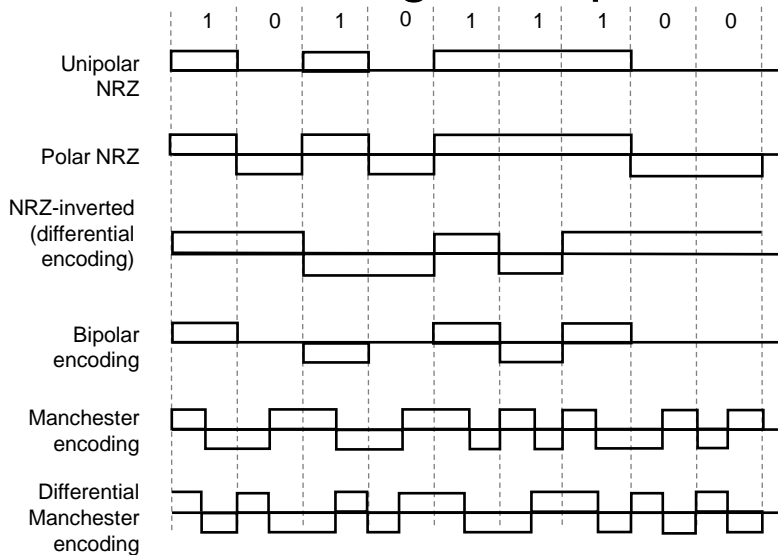 1 0 1 0 1 1 1 0 0
Unipolar
NRZ
Polar NRZ
NRZ-inverted
(differential
encoding)
Bipolar
encoding
Manchester
encoding
Differential
Manchester
encoding